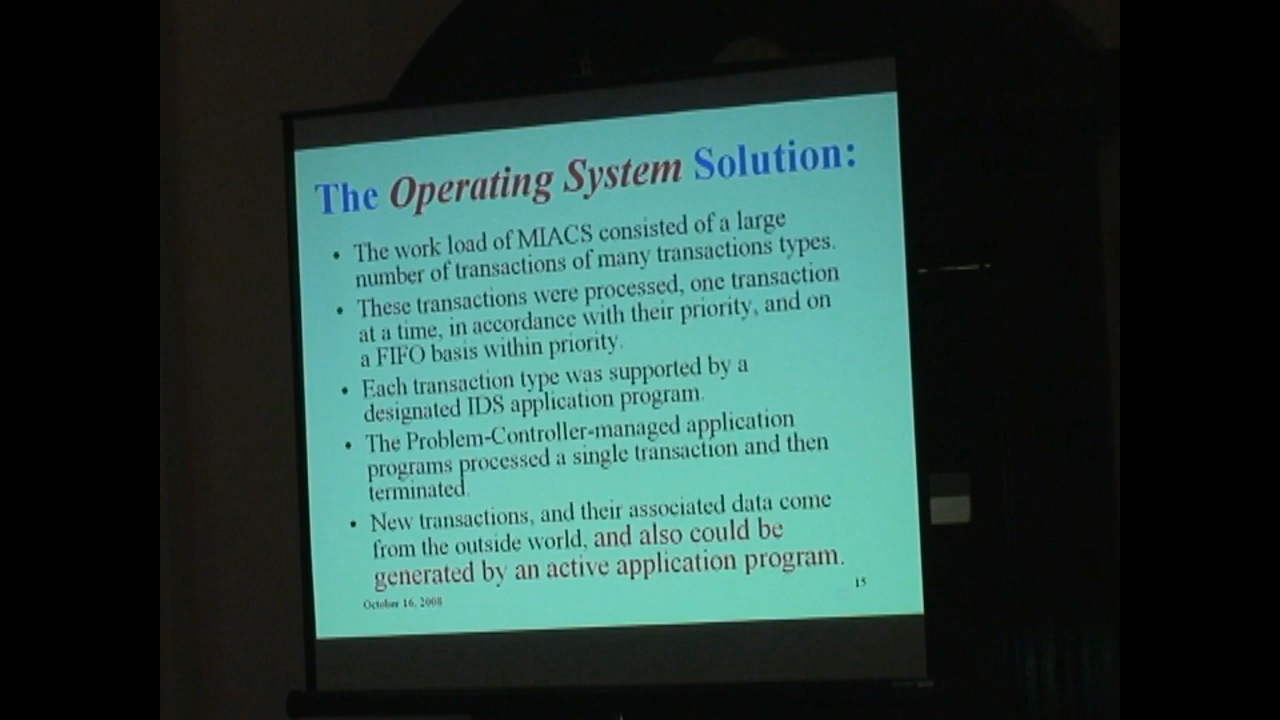 The Operating System Solution:
• The work load of MIACS consisted of a large
number of transactions of many transactions types.
• These transactions were processed, one transaction
at a time, in accordance with their priority, and on
a FIFO basis within priority.
• Each transaction type was supported by a
designated IDS application program.
• The Problem-Controller-managed application
programs processed a single transaction and then
terminated.
• New transactions, and their associated data come
from the outside world, and also could be
generated by an active application program.
October 16, 2008
15